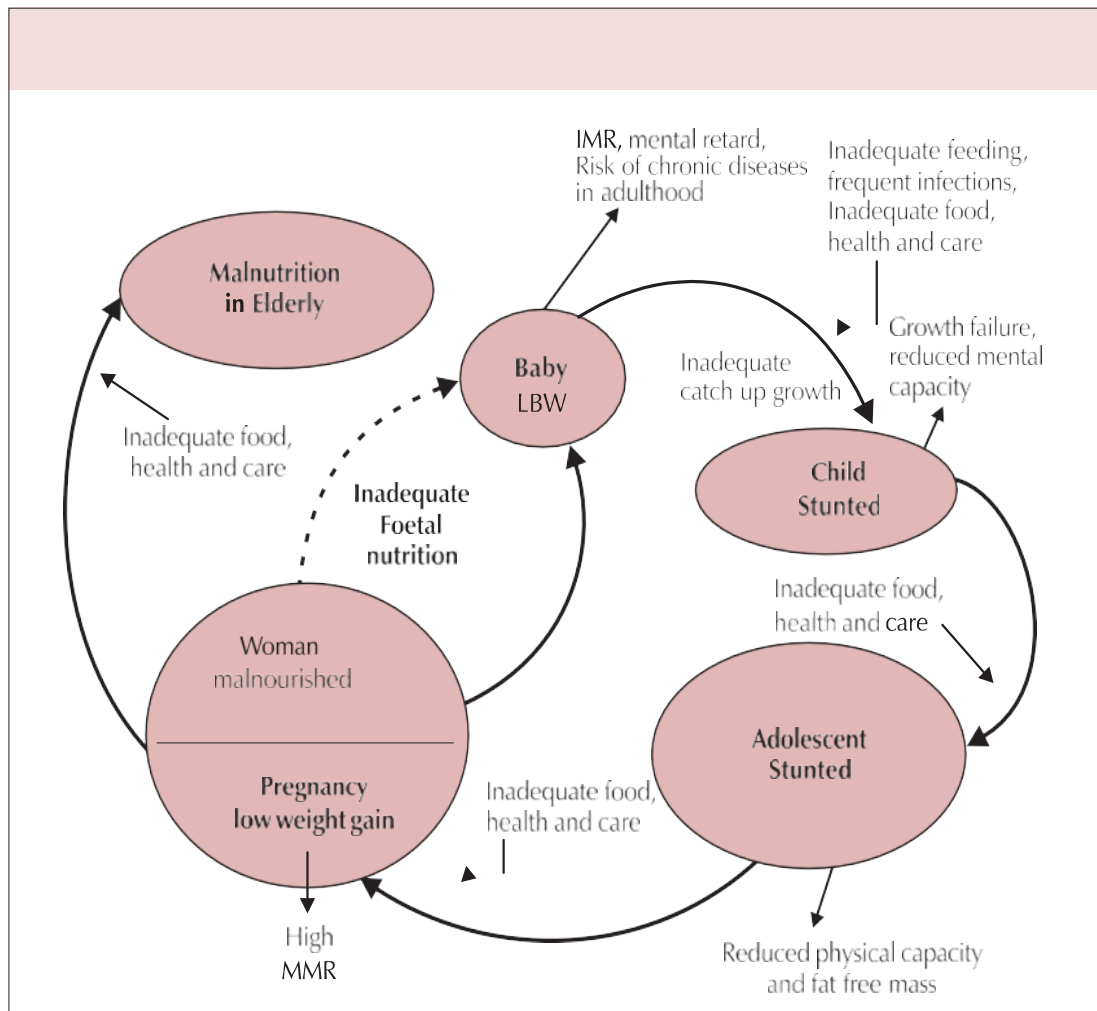 IMR, mental retard,
Risk of chronic diseases
in adulthood
Inadequate feeding,
frequent infections,
Inadequate food,
health and care
Malnutrition
in Elderly
Growth failure,
reduced mental
capacity
Baby
LBW
Inadequate
catch up growth
Inadequate food,
health and care
Child
Stunted
Inadequate
Foetal
nutrition
Inadequate food,
health and care
Woman
malnourished
Adolescent
Stunted
Pregnancy
low weight gain
Inadequate food,
health and care
High
MMR
Reduced physical capacity
and fat free mass